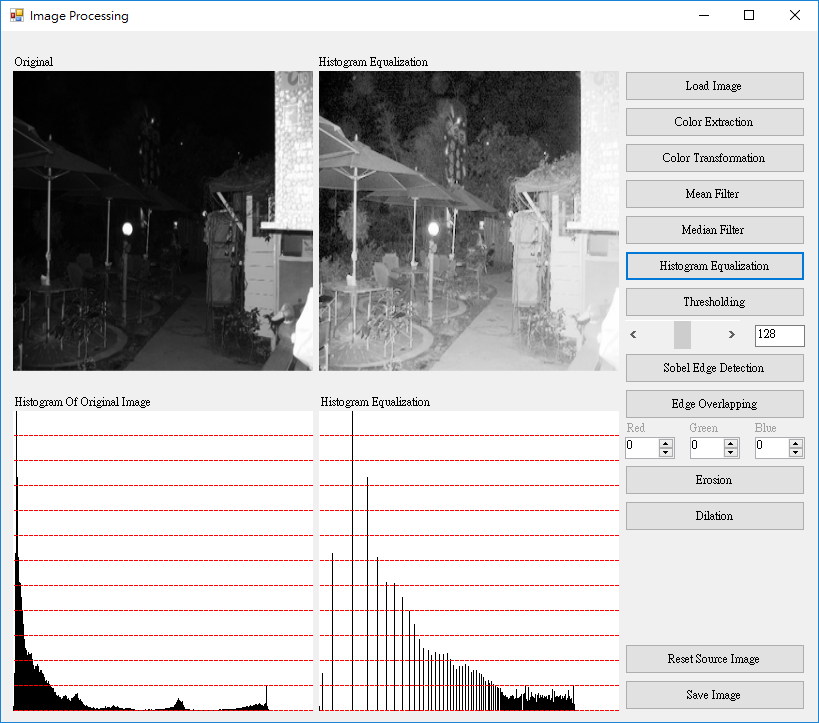 Image Processing
Original
Histogram Equalization
Load Image
Color Extraction
Color Transformation
Mean Filter
Median Filter
Histogram Equalization
Thresholding
128
Sobel Edge Detection
Histogram Of Original Image
Histogram Equalization
Edge Overlapping
Red Green Blue
0 0 0
Erosion
Dilation
Reset Source Image
Save Image